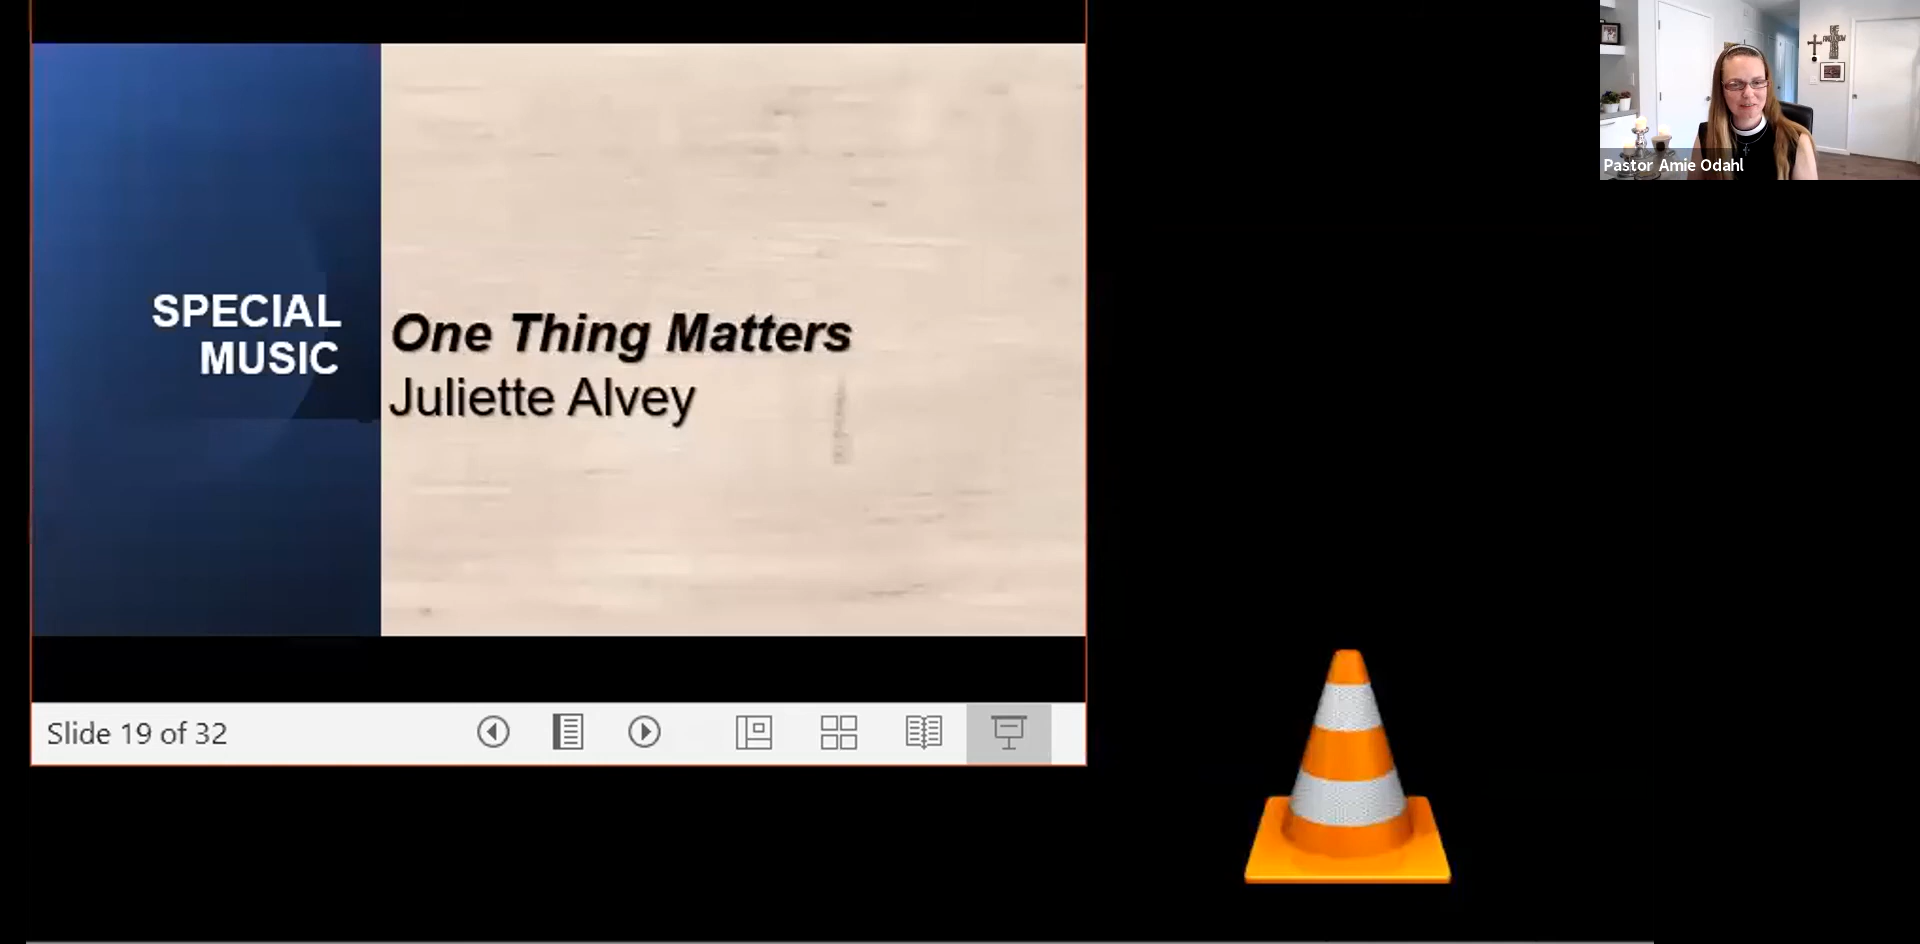 SPECIAL
MUSIC
One Thing Matters
Juliette Alvey
Slide 19 of 32
Pastor Amie Odahl